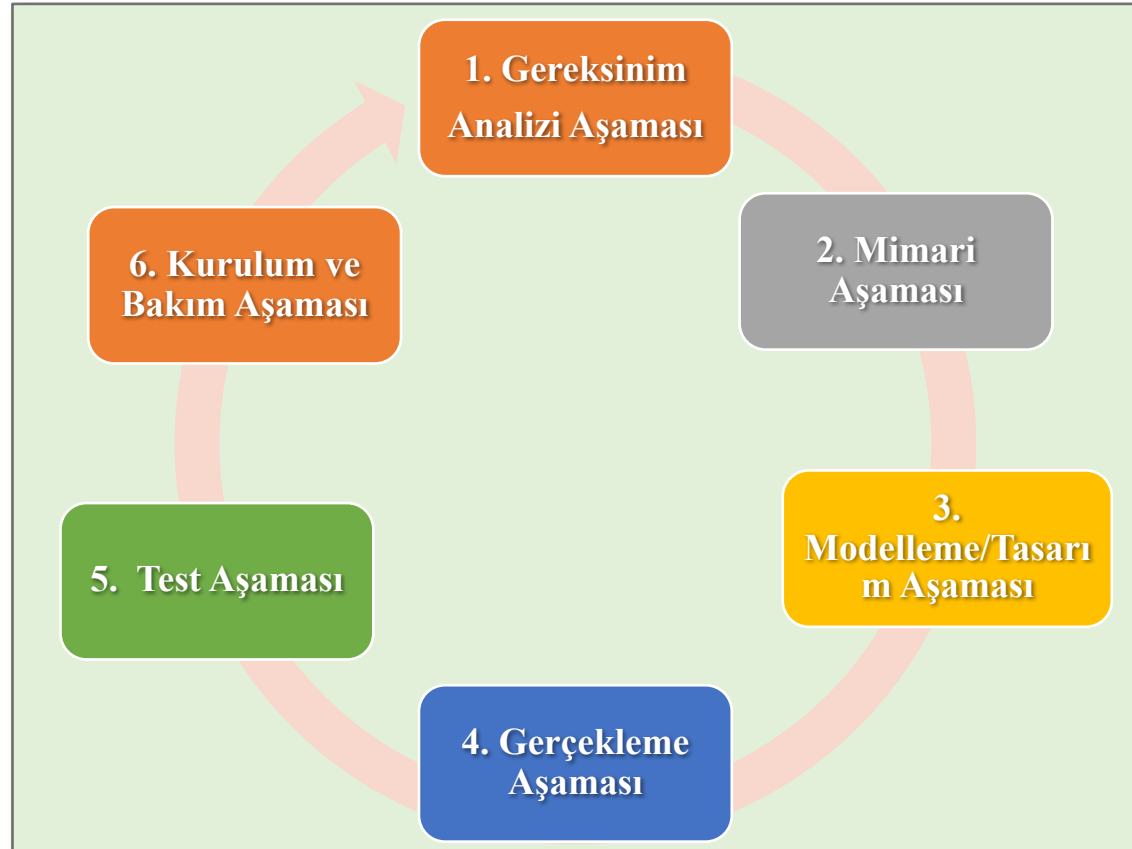 1. Gereksinim
Analizi Aşaması
2. Mimari
Aşaması
3.
Modelleme/Tasarı
m Aşaması
4. Gerçekleme
Aşaması
5. Test Aşaması
6. Kurulum ve
Bakım Aşaması